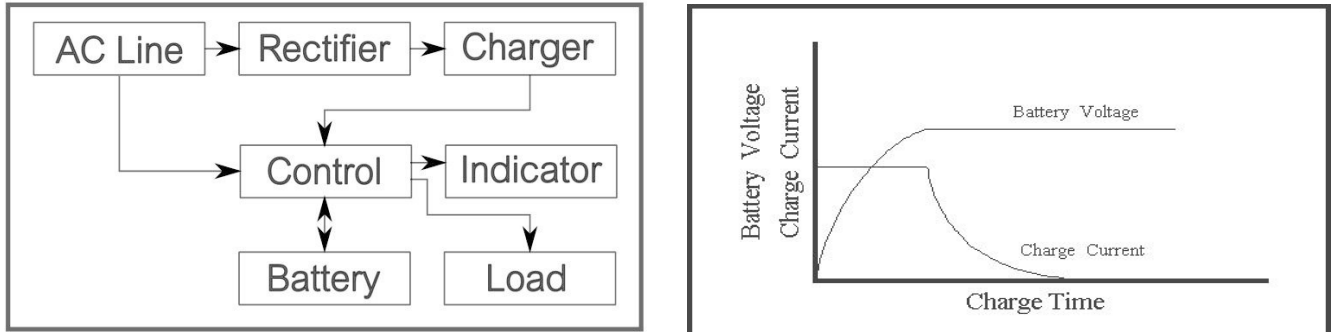 AC Line
Rectifier
Charger
Control
Indicator
Battery
Load
Battery Voltage
Charge Current
Battery Voltage
Charge Current
Charge Time